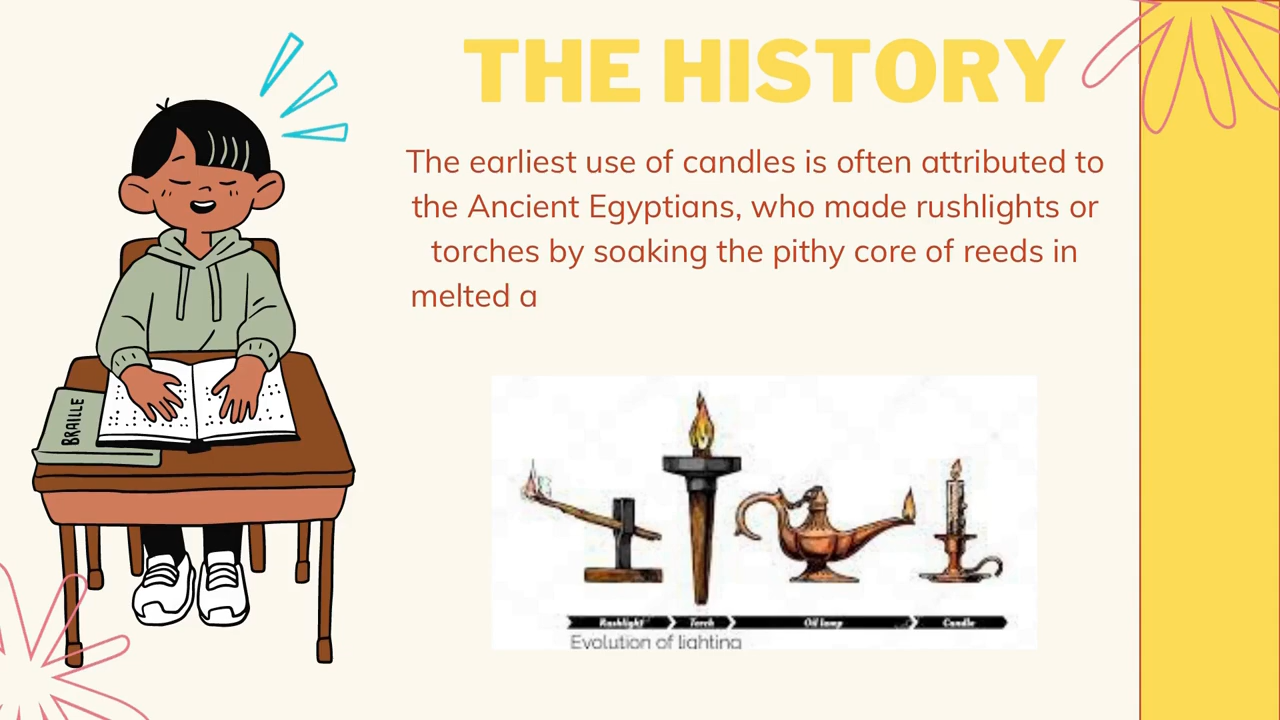 THE HISTORY
The earliest use of candles is often attributed to
the Ancient Egyptians, who made rushlights or
torches by soaking the pithy core of reeds in
melted a
BRAILLE
Rushlight Torch Oil lamp Candle
Evolution of lighting